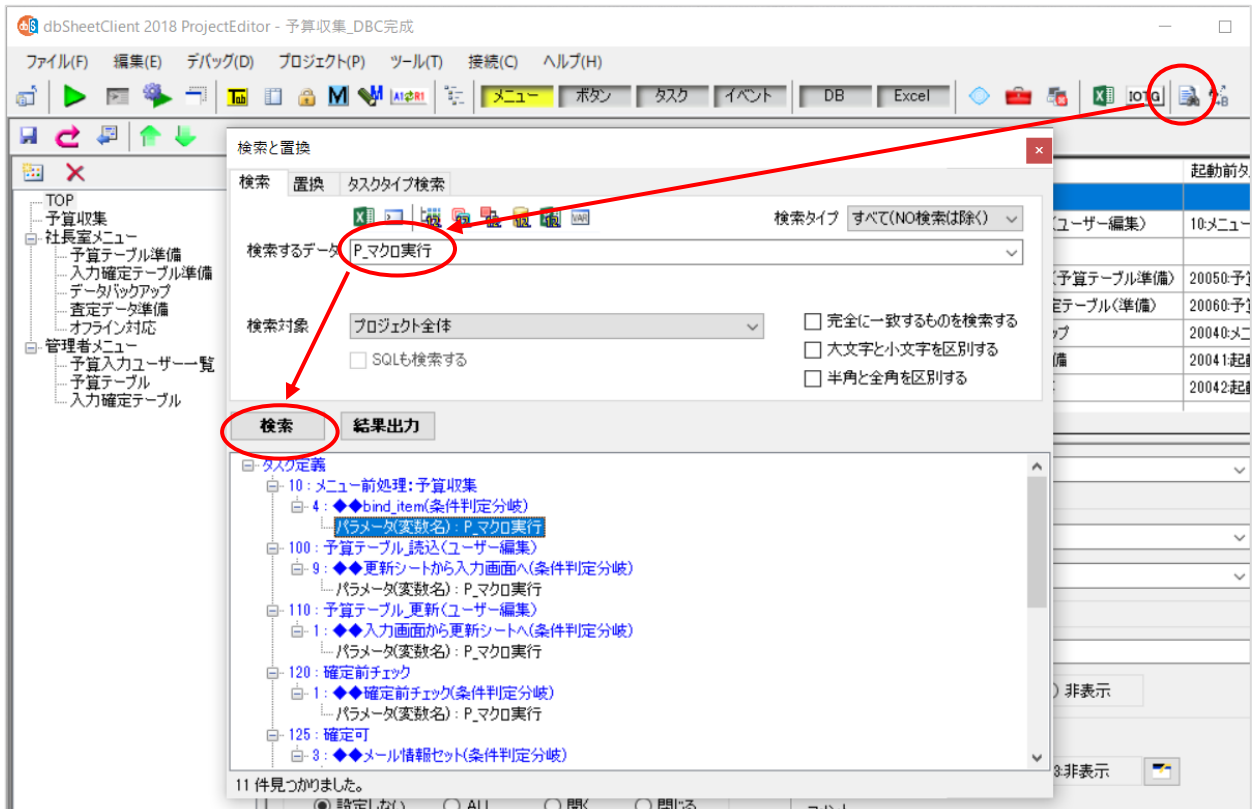 dbSheetClient 2018 ProjectEditor - 予算収集_DBC完成
ファイル(F) 編集(E) デバッグ(D) プロジェクト(P) ツール(T) 接続(C) ヘルプ(H)
Tab M M A1⇄R1 メニュー ボタン タスク イベント DB Excel IOTG
検索と置換
検索 置換 タスクタイプ検索
VAR
検索タイプ すべて(NO検索は除く)
検索するデータ P_マクロ実行
検索対象 プロジェクト全体
SQLも検索する
完全に一致するものを検索する
大文字と小文字を区別する
半角と全角を区別する
検索 結果出力
タスク定義
10 : メニュー前処理:予算収集
4 : ◆◆bind_item(条件判定分岐)
パラメータ(変数名) : P_マクロ実行
100 : 予算テーブル_読込(ユーザー編集)
9 : ◆◆更新シートから入力画面へ(条件判定分岐)
パラメータ(変数名) : P_マクロ実行
110 : 予算テーブル_更新(ユーザー編集)
1 : ◆◆入力画面から更新シートへ(条件判定分岐)
パラメータ(変数名) : P_マクロ実行
120 : 確定前チェック
1 : ◆◆確定前チェック(条件判定分岐)
パラメータ(変数名) : P_マクロ実行
125 : 確定可
3 : ◆◆メール情報セット(条件判定分岐)
11 件見つかりました。
TOP
予算収集
社長室メニュー
予算テーブル準備
入力確定テーブル準備
データバックアップ
査定データ準備
オフライン対応
管理者メニュー
予算入力ユーザー一覧
予算テーブル
入力確定テーブル
起動前タ
(ユーザー編集) 10:メニュー
(予算テーブル準備) 20050:予
定テーブル(準備) 20060:予
ップ 20040:メニ
備 20041:起
20042:起
) 非表示
3:非表示
設定しない ALL 開く 閉じる